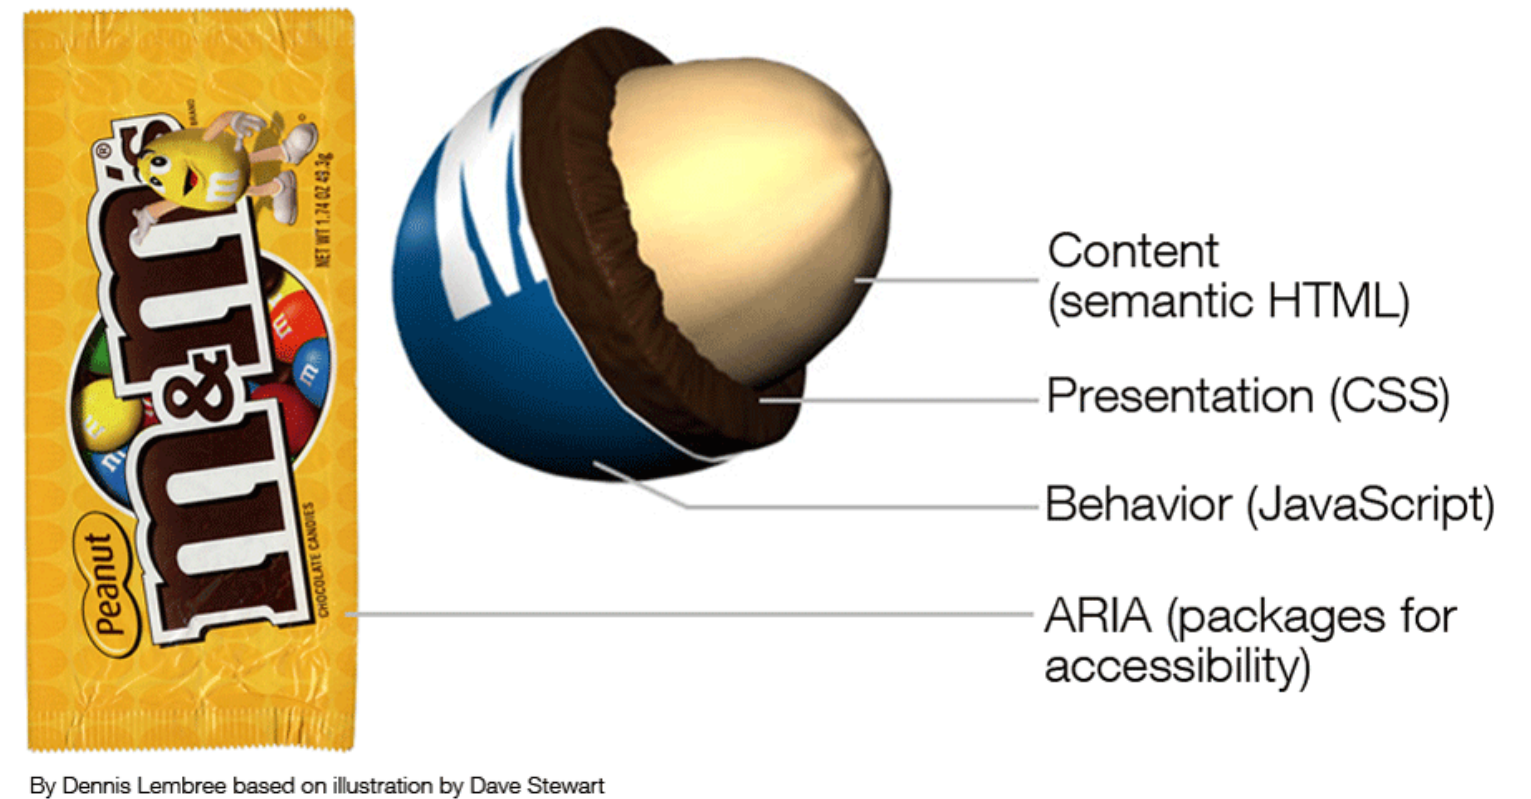 BRAND
m&m's®
m
NET WT 1.74 OZ 49.3g
m
m
m
m
Peanut
CHOCOLATE CANDIES
M
Content
(semantic HTML)
Presentation (CSS)
Behavior (JavaScript)
ARIA (packages for
accessibility)
By Dennis Lembree based on illustration by Dave Stewart